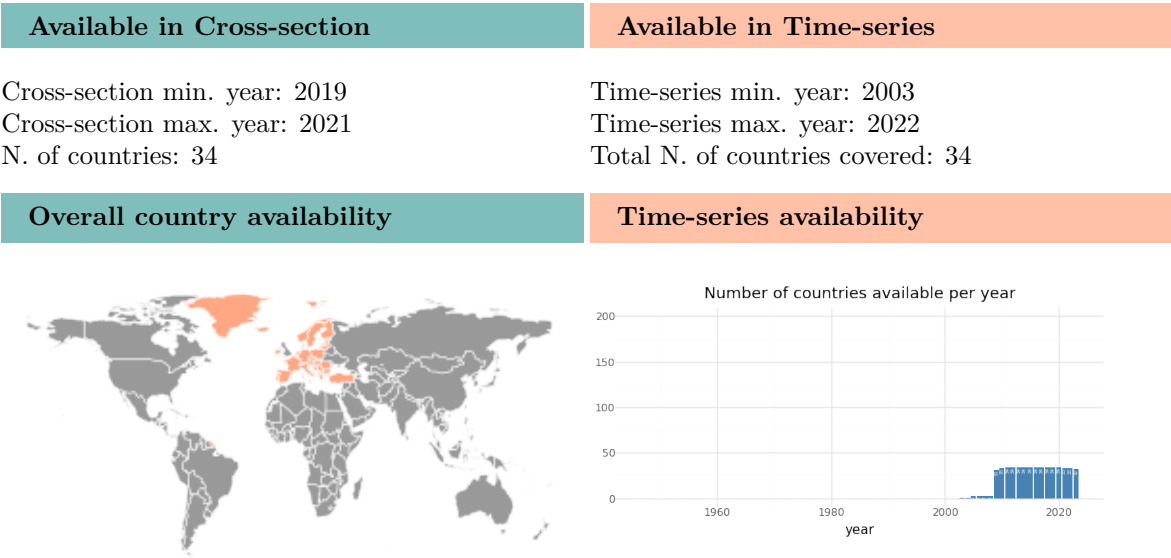 Available in Cross-section
Available in Time-series
Cross-section min. year: 2019
Cross-section max. year: 2021
N. of countries: 34
Time-series min. year: 2003
Time-series max. year: 2022
Total N. of countries covered: 34
Overall country availability
Time-series availability
Number of countries available per year
200
150
100
50
0
1960
1980
2000
2020
year